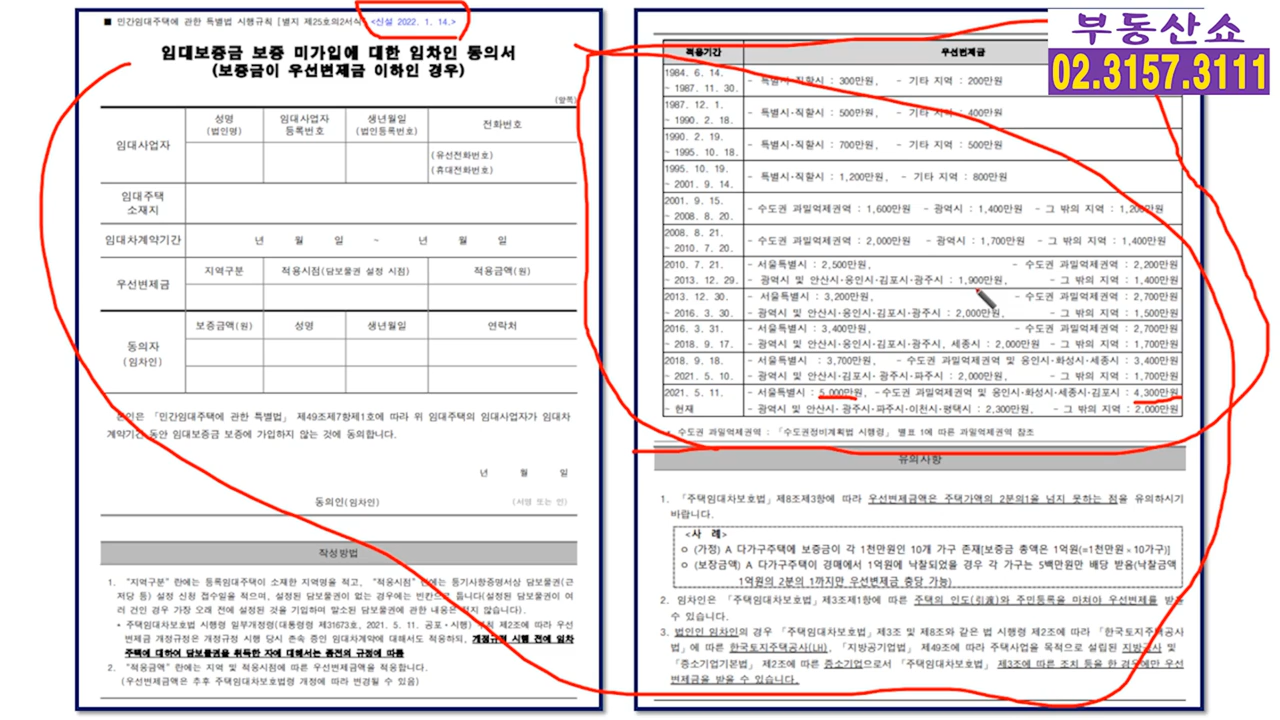 ■ 민간임대주택에 관한 특별법 시행규칙 [별지 제25호의2서식] <신설 2022. 1. 14.>
임대보증금 보증 미가입에 대한 임차인 동의서
(보증금이 우선변제금 이하인 경우)
(앞쪽)
임대사업자
성명
(법인명)
임대사업자
등록번호
생년월일
(법인등록번호)
전화번호
(유선전화번호)
(휴대전화번호)
임대주택
소재지
임대차계약기간
년 월 일 ~ 년 월 일
우선변제금
지역구분
적용시점(담보물권 설정 시점)
적용금액(원)
동의자
(임차인)
보증금액(원)
성명
생년월일
연락처
본인은 「민간임대주택에 관한 특별법」 제49조제7항제1호에 따라 위 임대주택의 임대사업자가 임대차
계약기간 동안 임대보증금 보증에 가입하지 않는 것에 동의합니다.
년 월 일
동의인(임차인)
(서명 또는 인)
작성방법
1. "지역구분" 란에는 등록임대주택이 소재한 지역명을 적고, "적용시점" 란에는 등기사항증명서상 담보물권(근
저당 등) 설정 신청 접수일을 적으며, 설정된 담보물권이 없는 경우에는 빈칸으로 둡니다(설정된 담보물권이 여
러 건인 경우 가장 오래 전에 설정된 것을 기입하며 말소된 담보물권에 관한 내용은 적지 않습니다).
* 주택임대차보호법 시행령 일부개정령(대통령령 제31673호, 2021. 5. 11. 공포·시행) 부칙 제2조에 따라 우선
변제금 개정규정은 개정규정 시행 당시 존속 중인 임대차계약에 대해서도 적용하되, 개정규정 시행 전에 임차
주택에 대하여 담보물권을 취득한 자에 대해서는 종전의 규정에 따름
2. "적용금액" 란에는 지역 및 적용시점에 따른 우선변제금을 적용합니다.
(우선변제금액은 추후 주택임대차보호법령 개정에 따라 변경될 수 있음)
부동산쇼
02.3157.3111
적용기간
우선변제금
1984. 6. 14.
~ 1987. 11. 30.
- 특별시·직할시 : 300만원, - 기타 지역 : 200만원
1987. 12. 1.
~ 1990. 2. 18.
- 특별시·직할시 : 500만원, - 기타 지역 : 400만원
1990. 2. 19.
~ 1995. 10. 18.
- 특별시·직할시 : 700만원, - 기타 지역 : 500만원
1995. 10. 19.
~ 2001. 9. 14.
- 특별시·직할시 : 1,200만원, - 기타 지역 : 800만원
2001. 9. 15.
~ 2008. 8. 20.
- 수도권 과밀억제권역 : 1,600만원 - 광역시 : 1,400만원 - 그 밖의 지역 : 1,200만원
2008. 8. 21.
~ 2010. 7. 20.
- 수도권 과밀억제권역 : 2,000만원 - 광역시 : 1,700만원 - 그 밖의 지역 : 1,400만원
2010. 7. 21.
~ 2013. 12. 29.
- 서울특별시 : 2,500만원, - 수도권 과밀억제권역 : 2,200만원
- 광역시 및 안산시·용인시·김포시·광주시 : 1,900만원, - 그 밖의 지역 : 1,400만원
2013. 12. 30.
~ 2016. 3. 30.
- 서울특별시 : 3,200만원, - 수도권 과밀억제권역 : 2,700만원
- 광역시 및 안산시·용인시·김포시·광주시 : 2,000만원, - 그 밖의 지역 : 1,500만원
2016. 3. 31.
~ 2018. 9. 17.
- 서울특별시 : 3,400만원, - 수도권 과밀억제권역 : 2,700만원
- 광역시 및 안산시·용인시·김포시·광주시, 세종시 : 2,000만원 - 그 밖의 지역 : 1,700만원
2018. 9. 18.
~ 2021. 5. 10.
- 서울특별시 : 3,700만원, - 수도권 과밀억제권역 및 용인시·화성시·세종시 : 3,400만원
- 광역시 및 안산시·김포시·광주시·파주시 : 2,000만원, - 그 밖의 지역 : 1,700만원
2021. 5. 11.
~ 현재
- 서울특별시 : 5,000만원, - 수도권 과밀억제권역 및 용인시·화성시·세종시·김포시 : 4,300만원
- 광역시 및 안산시·광주시·파주시·이천시·평택시 : 2,300만원, - 그 밖의 지역 : 2,000만원
* 수도권 과밀억제권역 : 「수도권정비계획법 시행령」 별표 1에 따른 과밀억제권역 참조
유의사항
1. 「주택임대차보호법」제8조제3항에 따라 우선변제금액은 주택가액의 2분의1을 넘지 못하는 점을 유의하시기
바랍니다.
<사 례>
ㅇ (가정) A 다가구주택에 보증금이 각 1천만원인 10개 가구 존재[보증금 총액은 1억원(=1천만원×10가구)]
ㅇ (보장금액) A 다가구주택이 경매에서 1억원에 낙찰되었을 경우 각 가구는 5백만원만 배당 받음(낙찰금액
1억원의 2분의 1까지만 우선변제금 충당 가능)
2. 임차인은 「주택임대차보호법」제3조제1항에 따른 주택의 인도(引渡)와 주민등록을 마쳐야 우선변제를 받을
수 있습니다.
3. 법인인 임차인의 경우 「주택임대차보호법」제3조 및 제8조와 같은 법 시행령 제2조에 따라 「한국토지주택공사
법」에 따른 한국토지주택공사(LH), 「지방공기업법」 제49조에 따라 주택사업을 목적으로 설립된 지방공사 및
「중소기업기본법」 제2조에 따른 중소기업으로서 「주택임대차보호법」 제3조에 따른 조치 등을 한 경우에만 우선
변제금을 받을 수 있습니다.